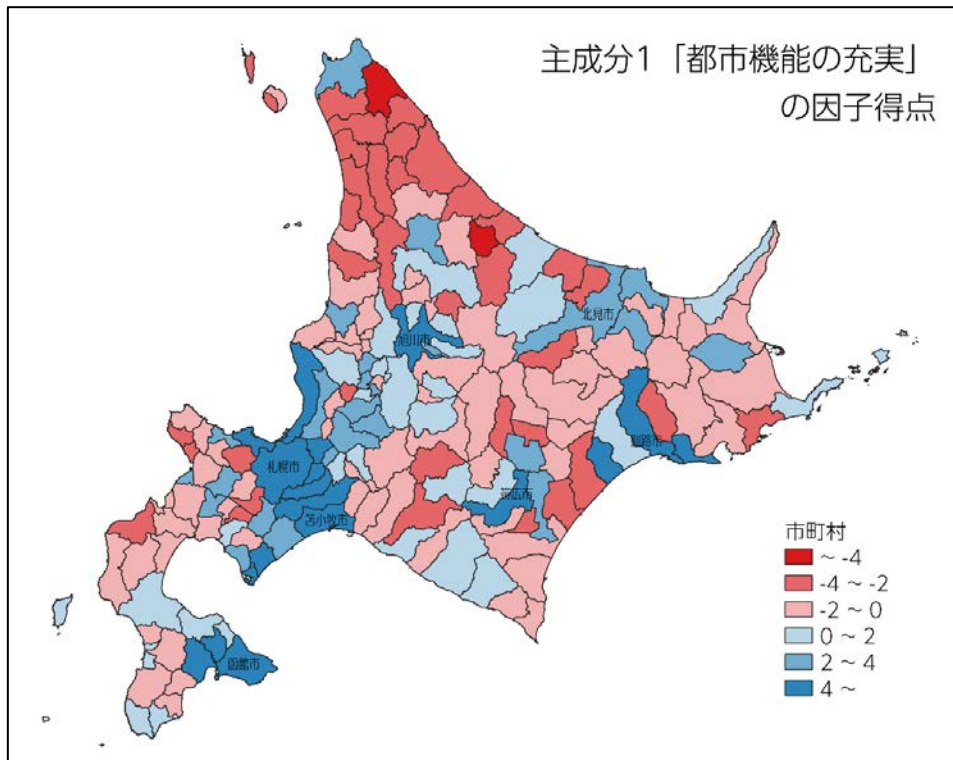 主成分1「都市機能の充実」
の因子得点
北見市
旭川市
釧路市
札幌市
帯広市
苫小牧市
函館市
市町村
～ -4
-4 ～ -2
-2 ～ 0
0 ～ 2
2 ～ 4
4 ～